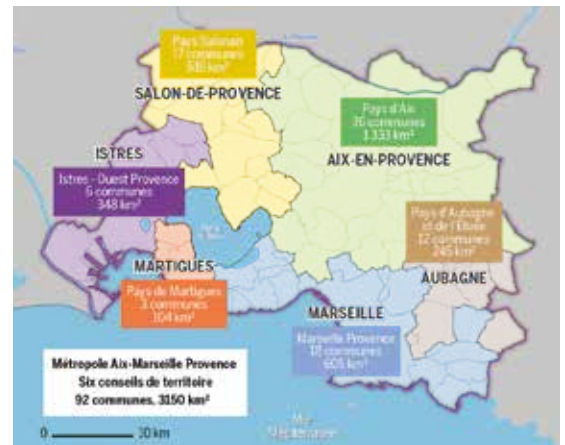 Pays Salonais
17 communes
SALON-DE-PROVENCE
Pays d'Aix
36 communes
1 333 km²
AIX-EN-PROVENCE
ISTRES
Istres - Ouest Provence
6 communes
348 km²
Pays d'Aubagne
et de l'Étoile
12 communes
245 km²
AUBAGNE
MARTIGUES
Pays de Martigues
3 communes
104 km²
MARSEILLE
Marseille Provence
18 communes
605 km²
Métropole Aix-Marseille Provence
Six conseils de territoire
92 communes, 3150 km²
0 10 km
Mer
Méditerranée